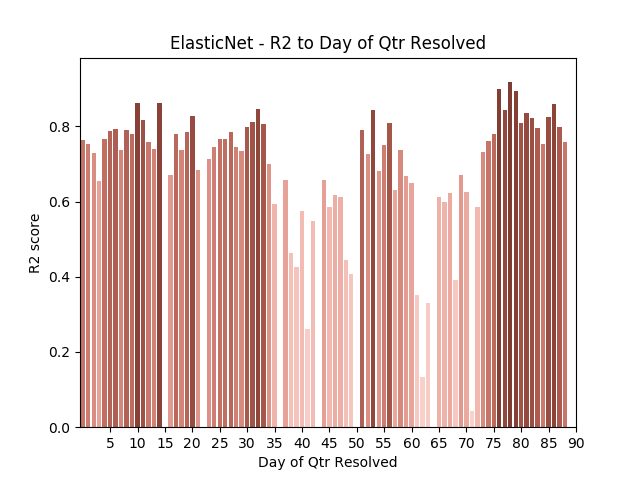 ElasticNet - R2 to Day of Qtr Resolved
R2 score
0.8
0.6
0.4
0.2
0.0
5 10 15 20 25 30 35 40 45 50 55 60 65 70 75 80 85 90
Day of Qtr Resolved